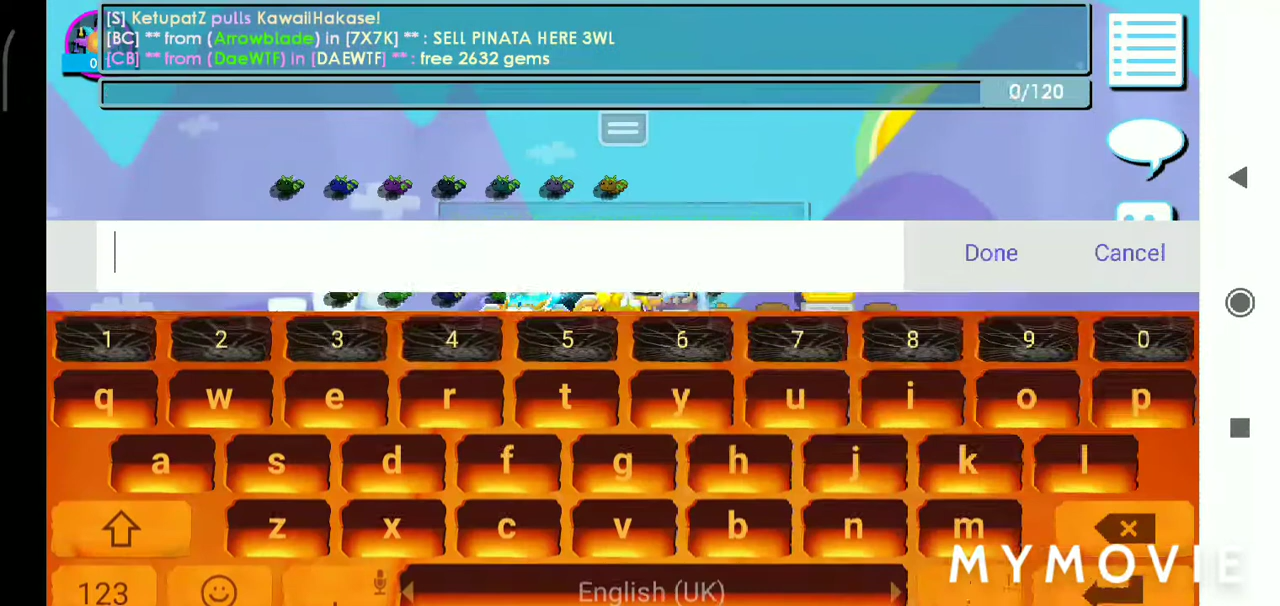 [S] KetupatZ pulls KawaiiHakase!
[BC] ** from (Arrowblade) in [7X7K] ** : SELL PINATA HERE 3WL
[CB] ** from (DaeWTF) in [DAEWTF] ** : free 2632 gems
0
0/120
Done Cancel
1 2 3 4 5 6 7 8 9 0
q w e r t y u i o p
a s d f g h j k l
z x c v b n m
MYMOVIE
123 , English (UK) .